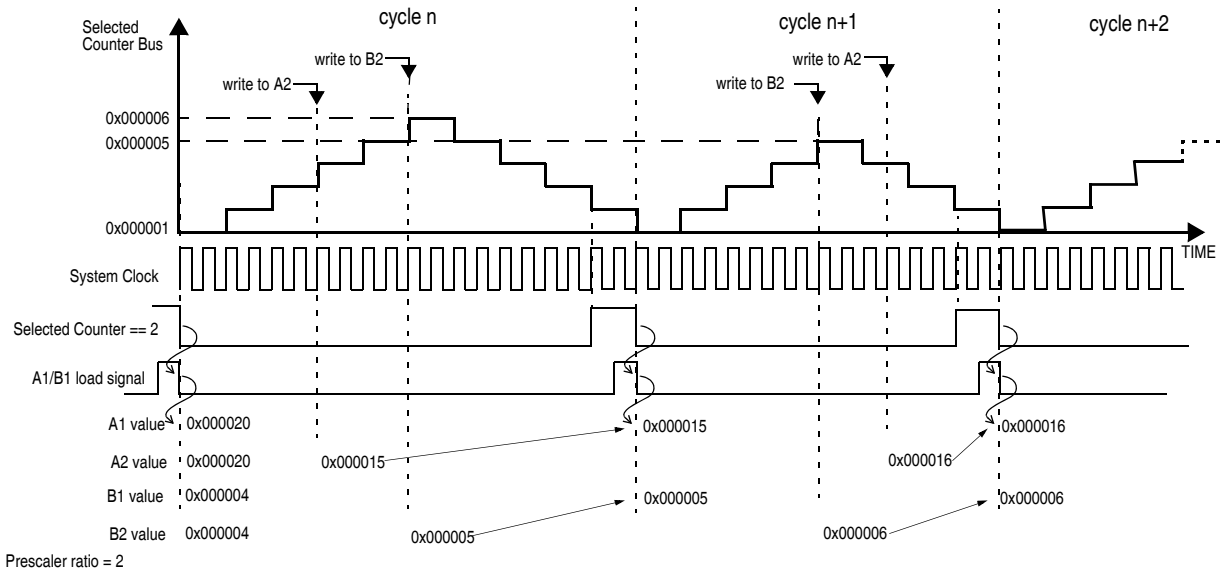 cycle n
cycle n+1
cycle n+2
Selected
Counter Bus
write to A2
write to B2
write to B2
write to A2
0x000006
0x000005
0x000001
TIME
System Clock
Selected Counter == 2
A1/B1 load signal
A1 value 0x000020 0x000015 0x000016
A2 value 0x000020 0x000015 0x000016
B1 value 0x000004 0x000005 0x000006
B2 value 0x000004 0x000005 0x000006
Prescaler ratio = 2